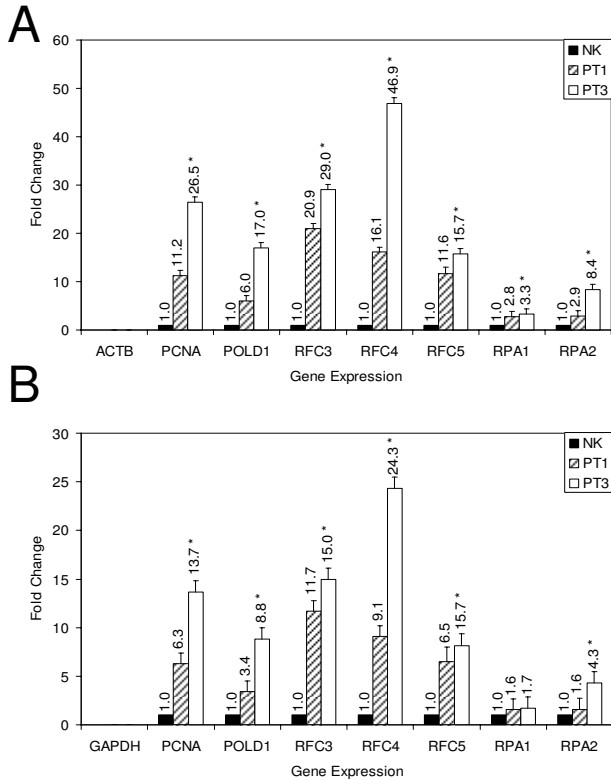 A
60
50
40
30
20
10
0
Fold Change
NK
PT1
PT3
1.0 11.2 26.5 *
1.0 6.0 17.0 *
1.0 20.9 29.0 *
1.0 16.1 46.9 *
1.0 11.6 15.7 *
1.0 2.8 3.3 *
1.0 2.9 8.4 *
ACTB PCNA POLD1 RFC3 RFC4 RFC5 RPA1 RPA2
Gene Expression
B
30
25
20
15
10
5
0
Fold Change
NK
PT1
PT3
1.0 6.3 13.7 *
1.0 3.4 8.8 *
1.0 11.7 15.0 *
1.0 9.1 24.3 *
1.0 6.5 15.7 *
1.0 1.6 1.7
1.0 1.6 4.3 *
GAPDH PCNA POLD1 RFC3 RFC4 RFC5 RPA1 RPA2
Gene Expression